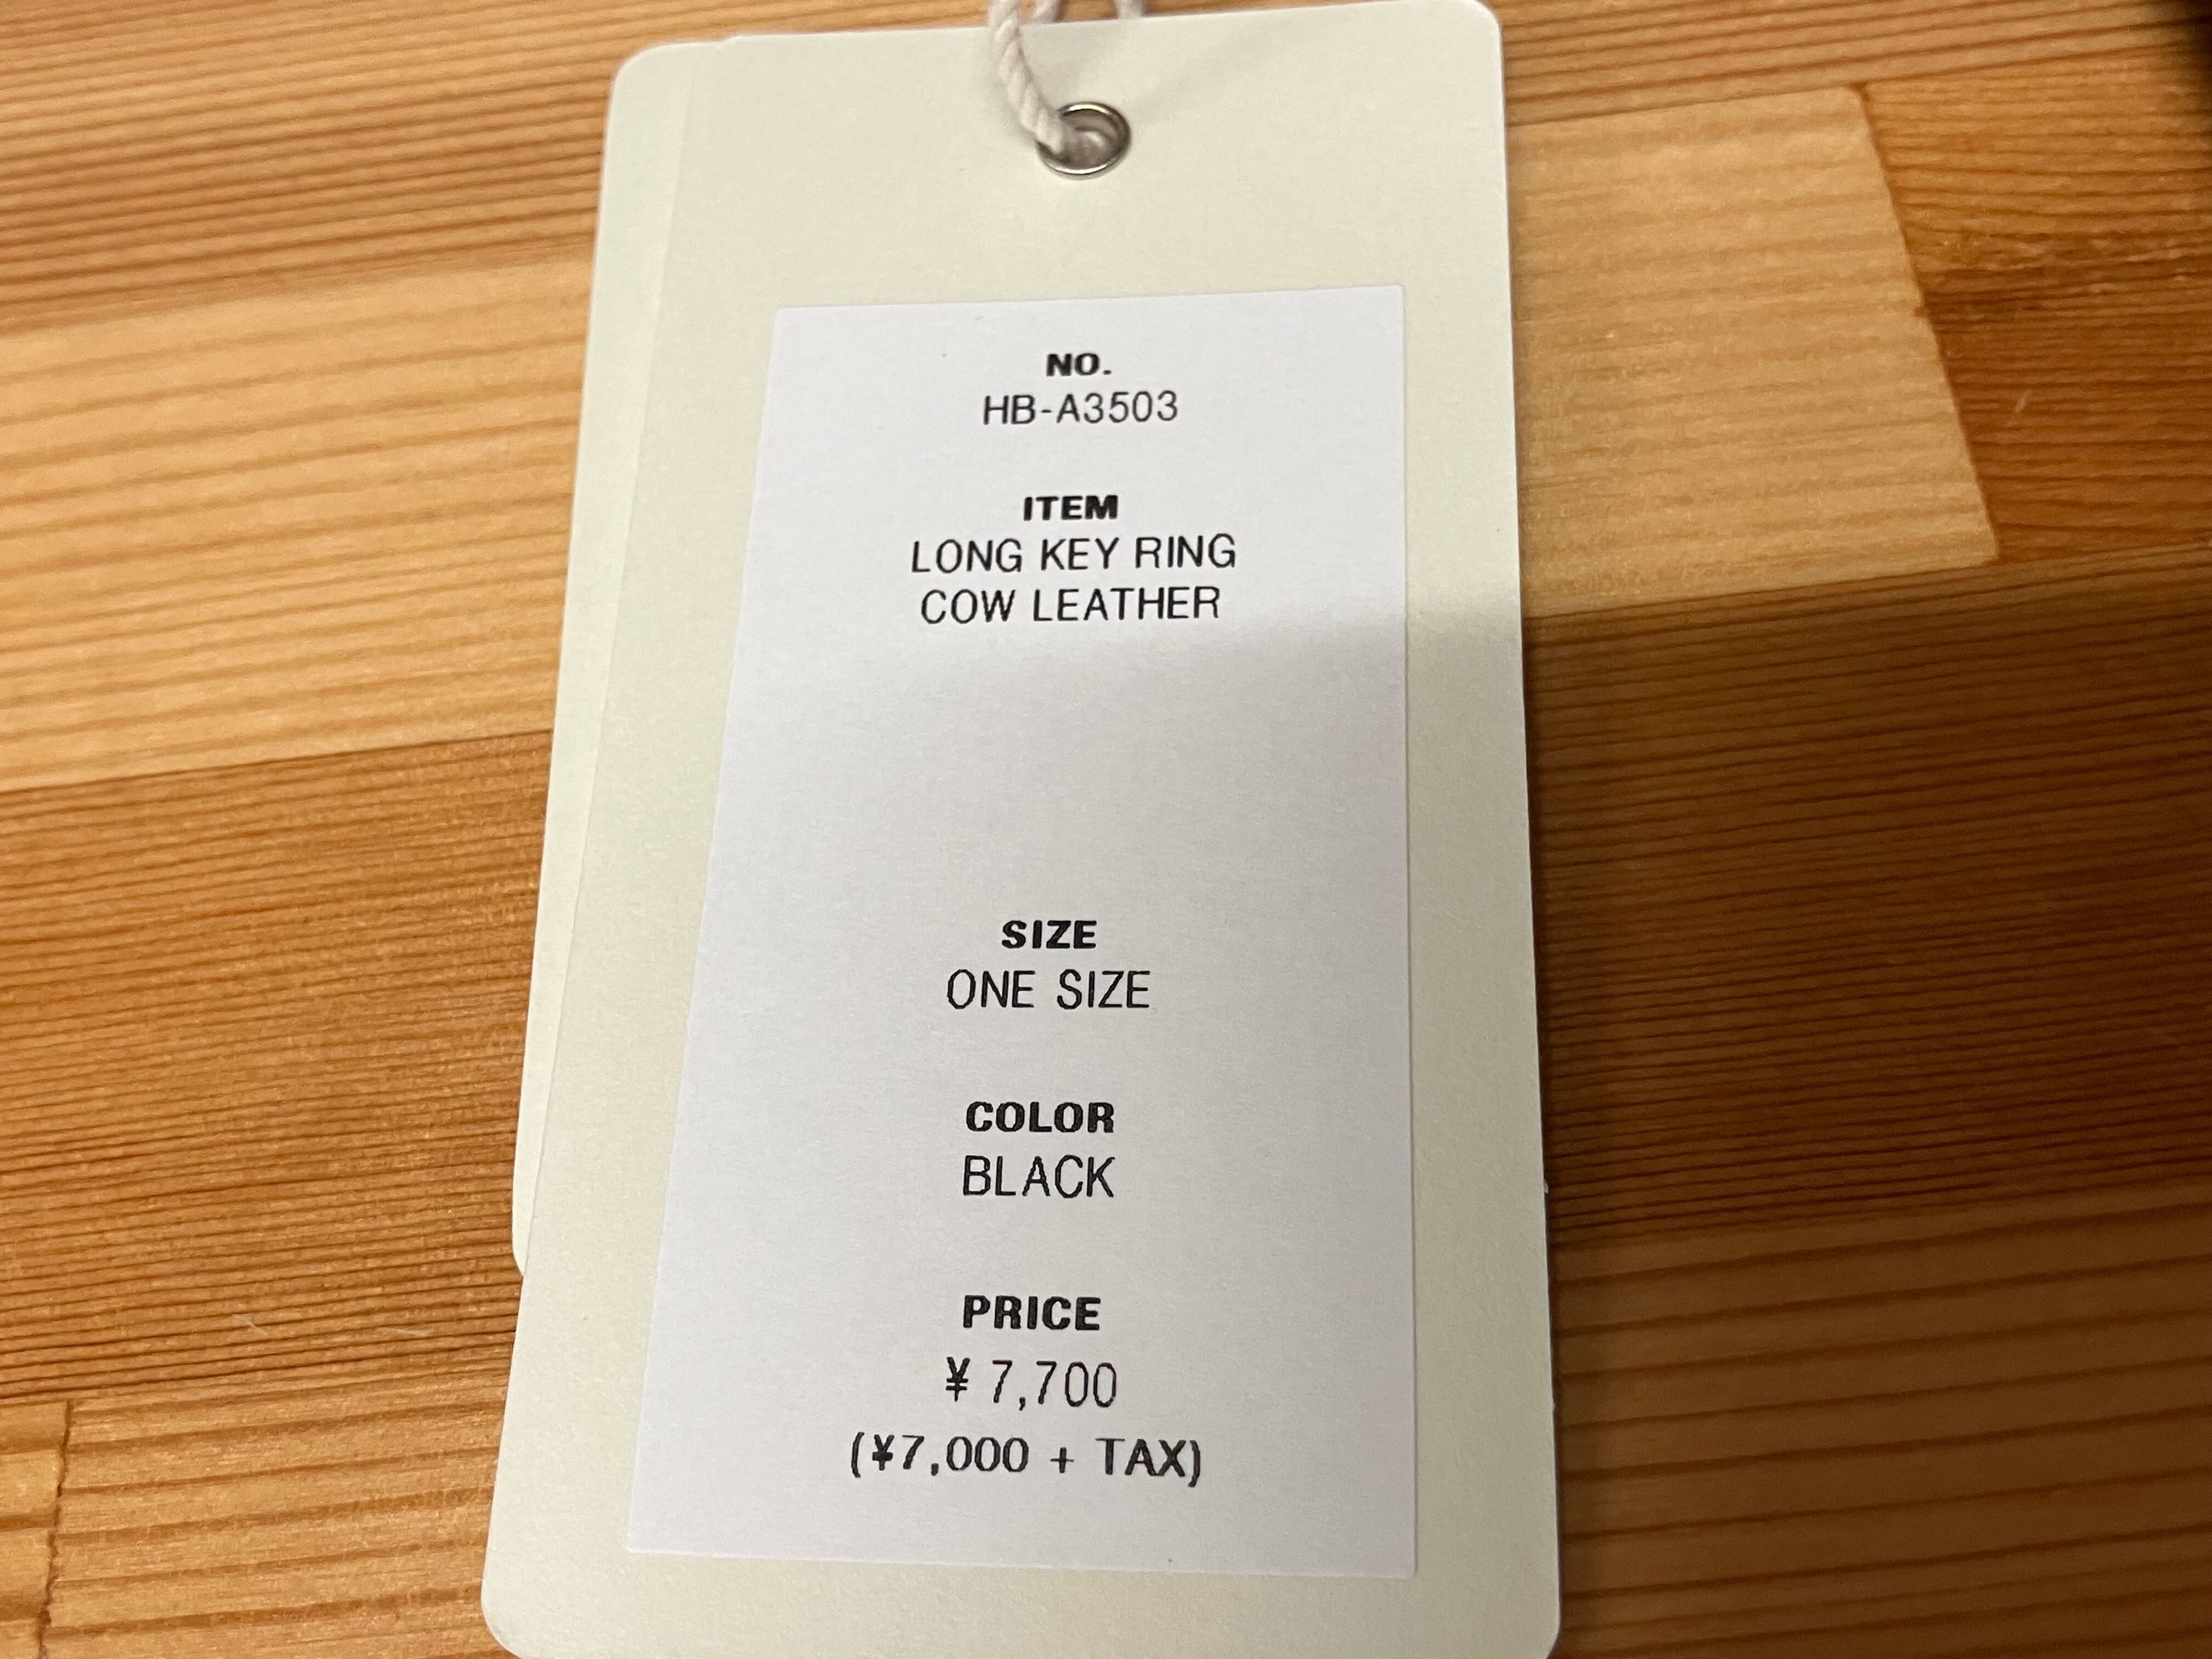 NO.
HB-A3503
ITEM
LONG KEY RING
COW LEATHER
SIZE
ONE SIZE
COLOR
BLACK
PRICE
¥ 7,700
(¥7,000 + TAX)